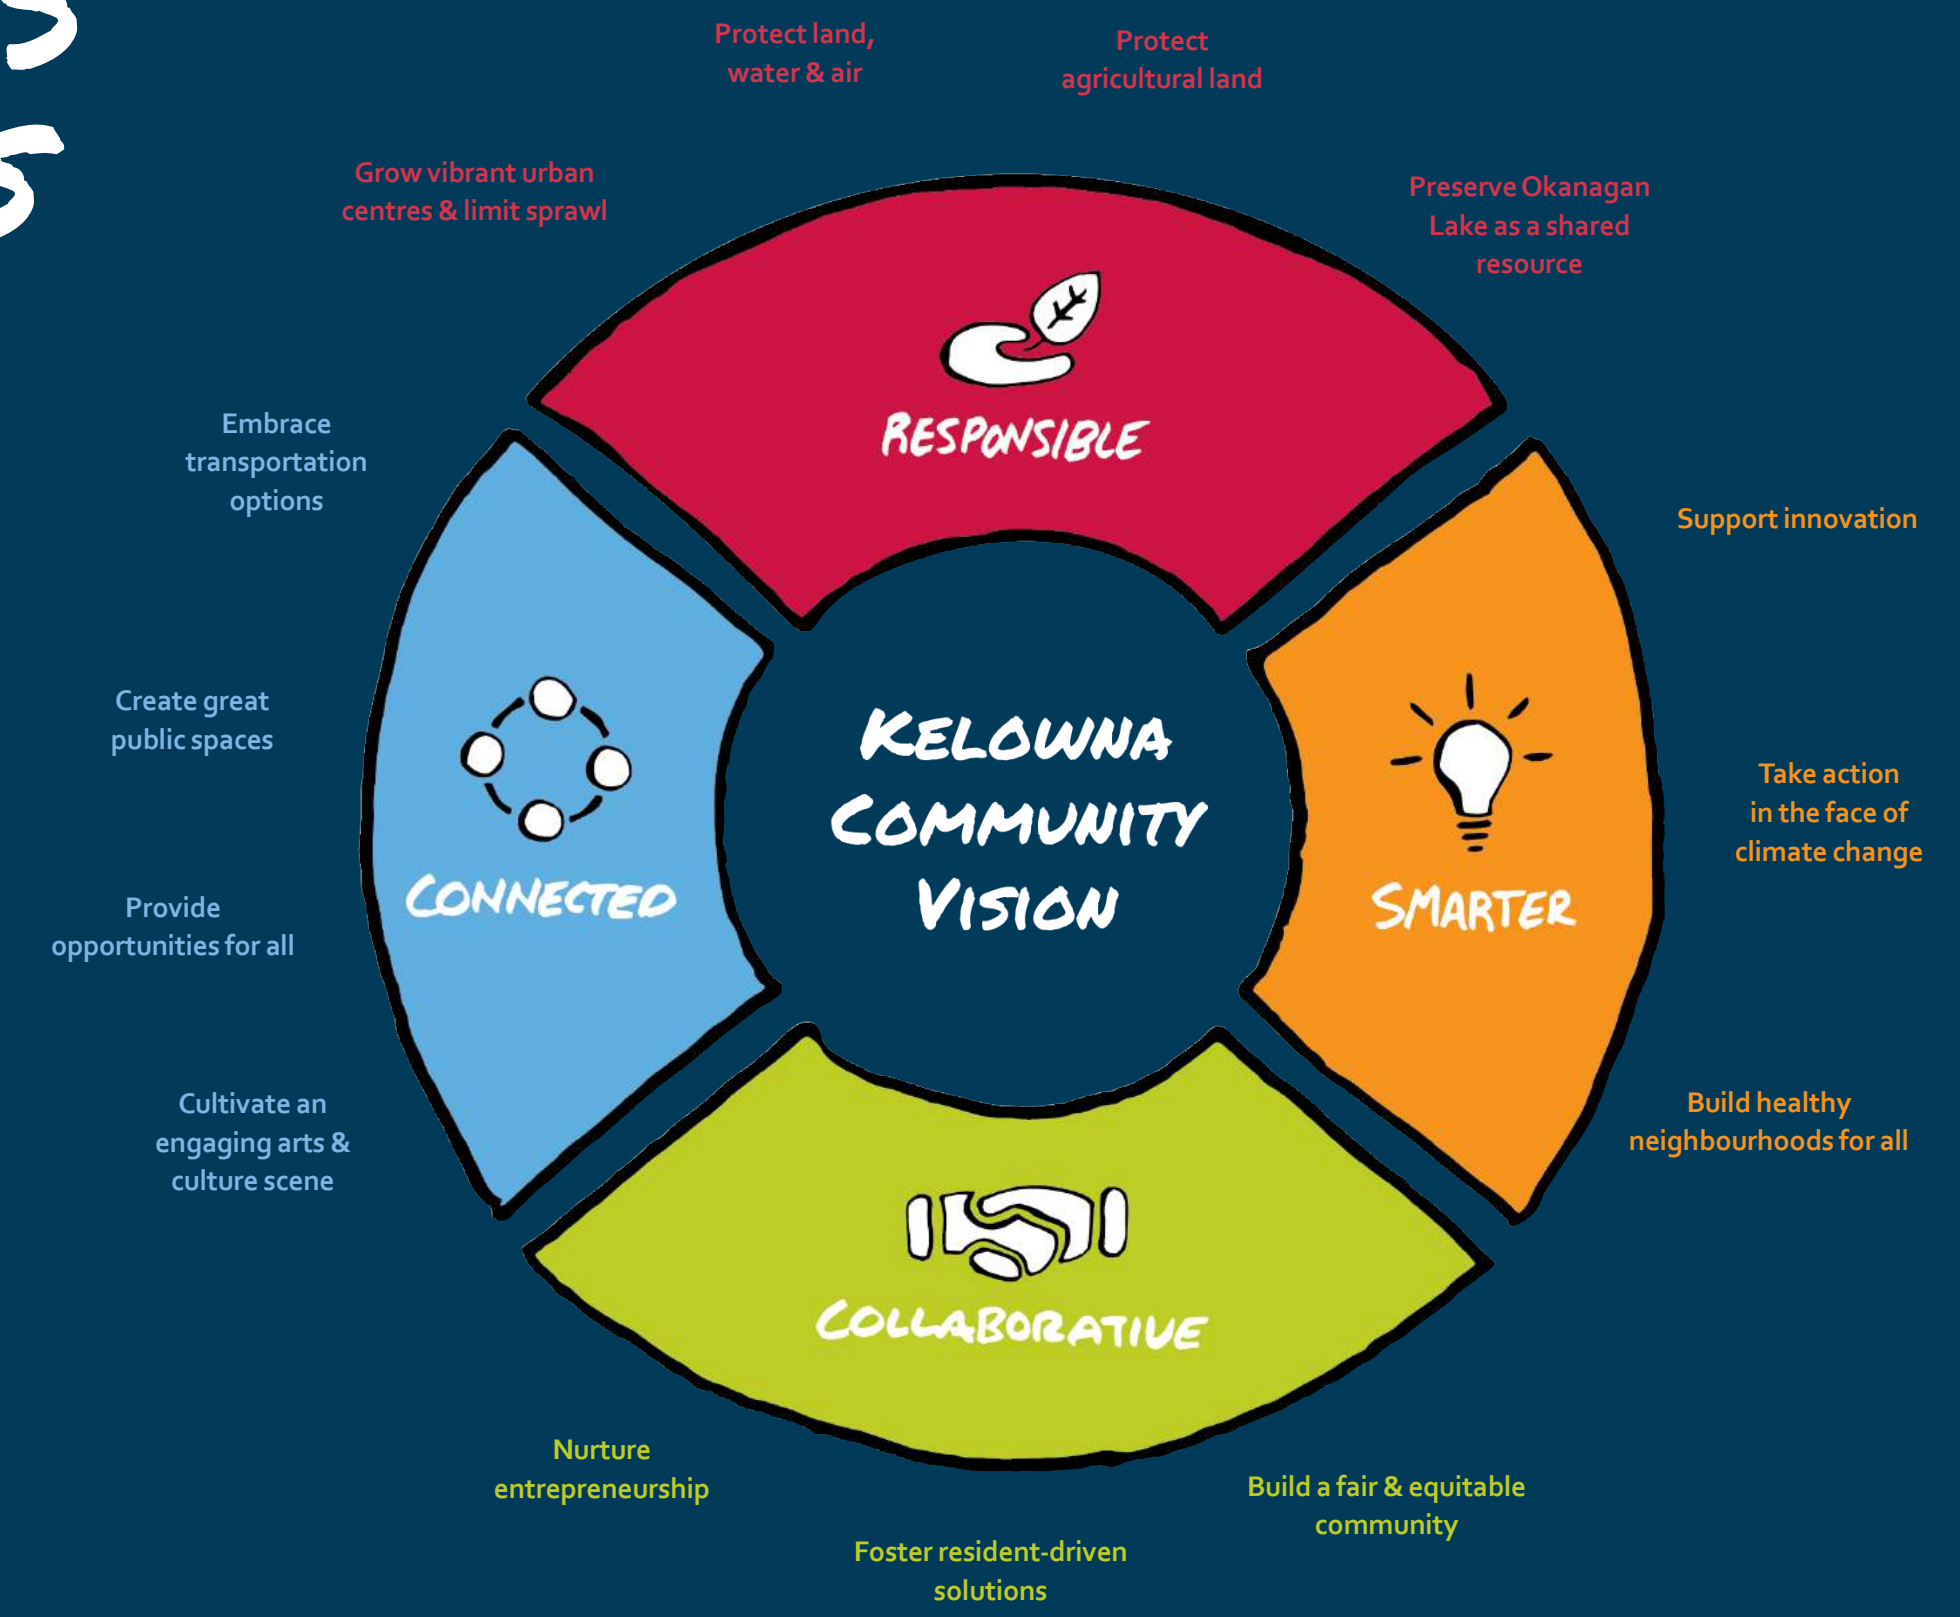 Protect land,
water & air
Protect
agricultural land
Grow vibrant urban
centres & limit sprawl
Preserve Okanagan
Lake as a shared
resource
RESPONSIBLE
Embrace
transportation
options
Support innovation
Create great
public spaces
KELOWNA
COMMUNITY
VISION
Take action
in the face of
climate change
CONNECTED
SMARTER
Provide
opportunities for all
Cultivate an
engaging arts &
culture scene
Build healthy
neighbourhoods for all
COLLABORATIVE
Nurture
entrepreneurship
Build a fair & equitable
community
Foster resident-driven
solutions